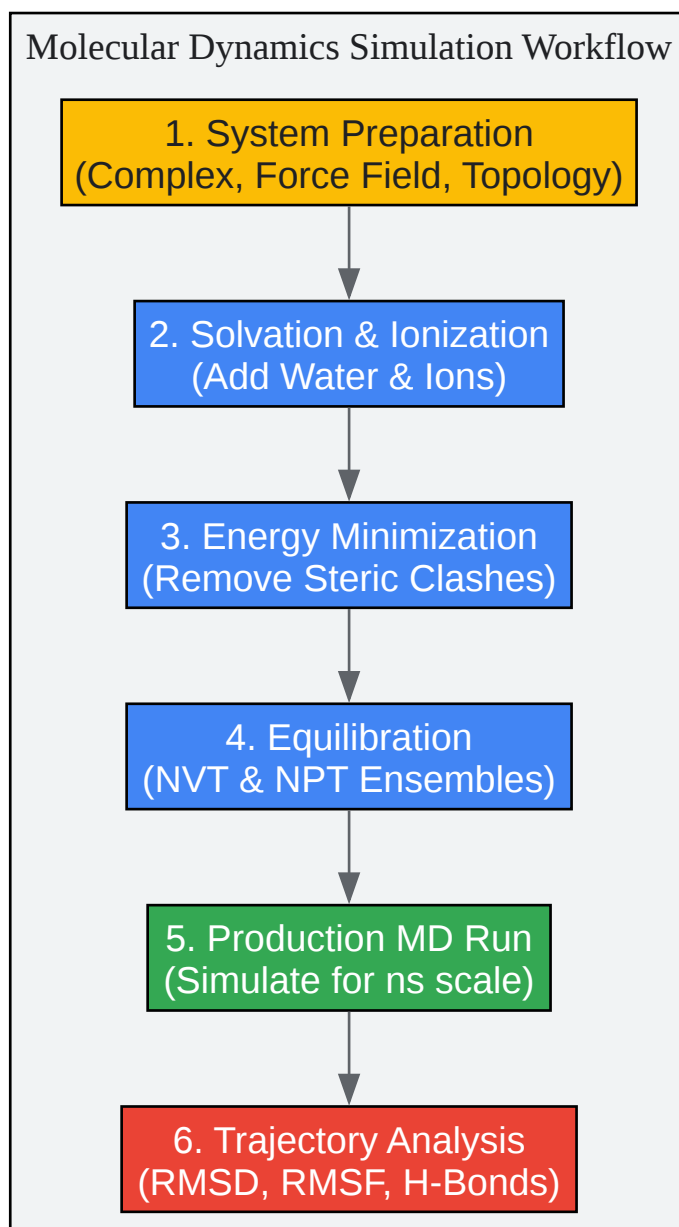 Molecular Dynamics Simulation Workflow
1. System Preparation
(Complex, Force Field, Topology)
2. Solvation & Ionization
(Add Water & Ions)
3. Energy Minimization
(Remove Steric Clashes)
4. Equilibration
(NVT & NPT Ensembles)
5. Production MD Run
(Simulate for ns scale)
6. Trajectory Analysis
(RMSD, RMSF, H-Bonds)